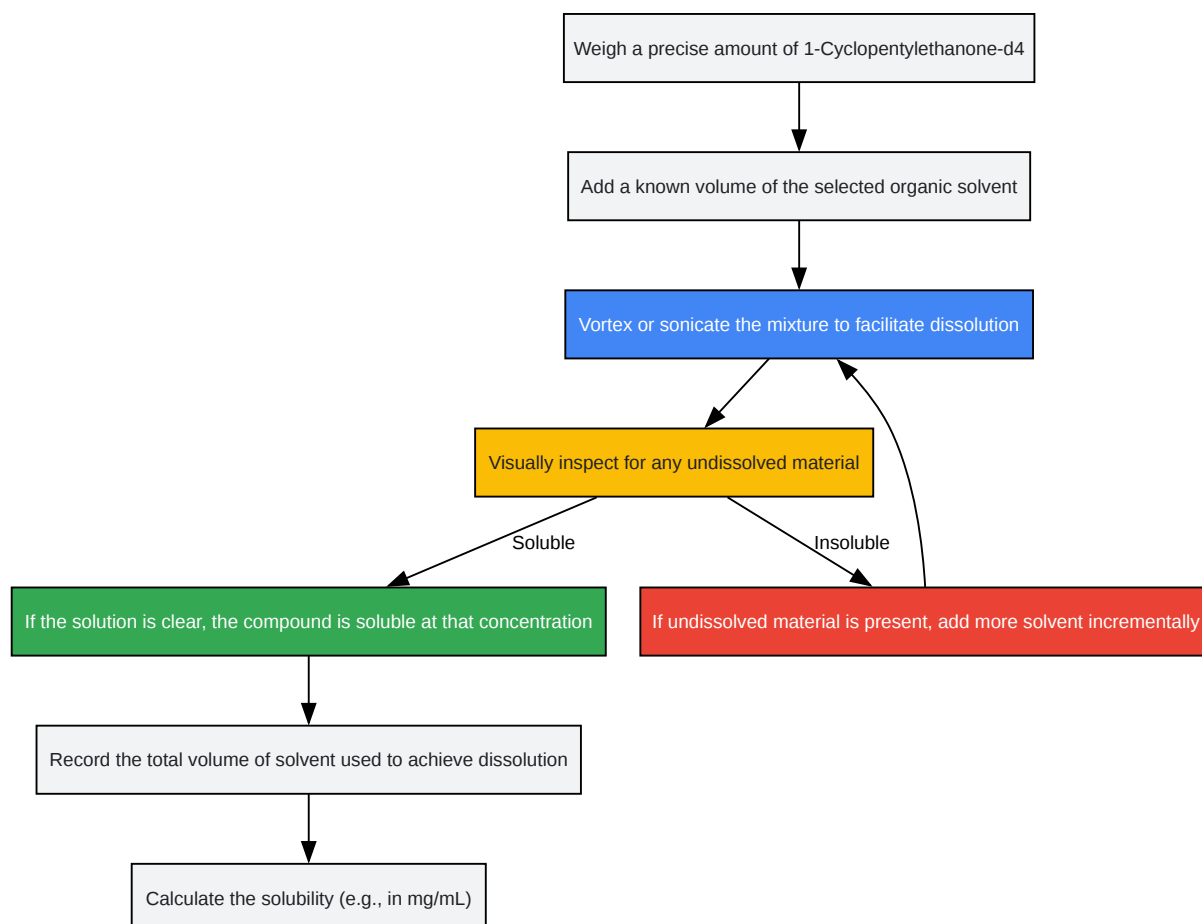 Weigh a precise amount of 1-Cyclopentylethanone-d4
Add a known volume of the selected organic solvent
Vortex or sonicate the mixture to facilitate dissolution
Visually inspect for any undissolved material
Soluble
Insoluble
If the solution is clear, the compound is soluble at that concentration
If undissolved material is present, add more solvent incrementally
Record the total volume of solvent used to achieve dissolution
Calculate the solubility (e.g., in mg/mL)